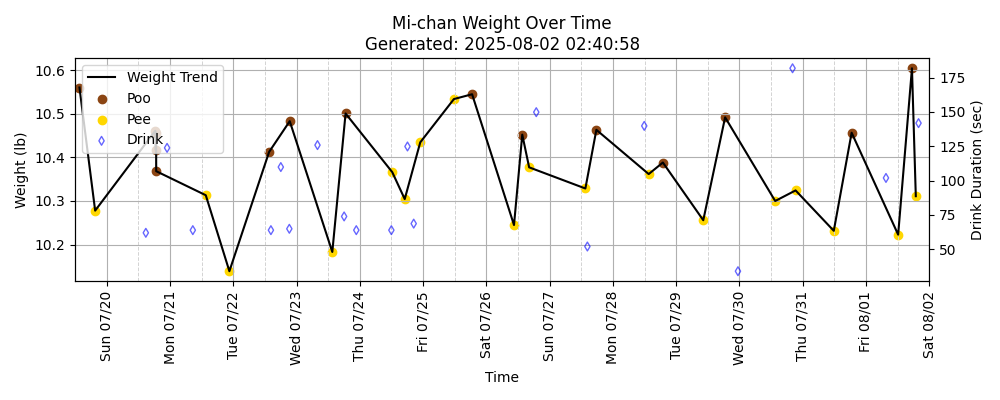 Mi-chan Weight Over Time
Generated: 2025-08-02 02:40:58
Weight (lb)
10.6
10.5
10.4
10.3
10.2
Weight Trend
Poo
Pee
Drink
175
150
125
100
75
50
Drink Duration (sec)
Sun 07/20
Mon 07/21
Tue 07/22
Wed 07/23
Thu 07/24
Fri 07/25
Sat 07/26
Sun 07/27
Mon 07/28
Tue 07/29
Wed 07/30
Thu 07/31
Fri 08/01
Sat 08/02
Time